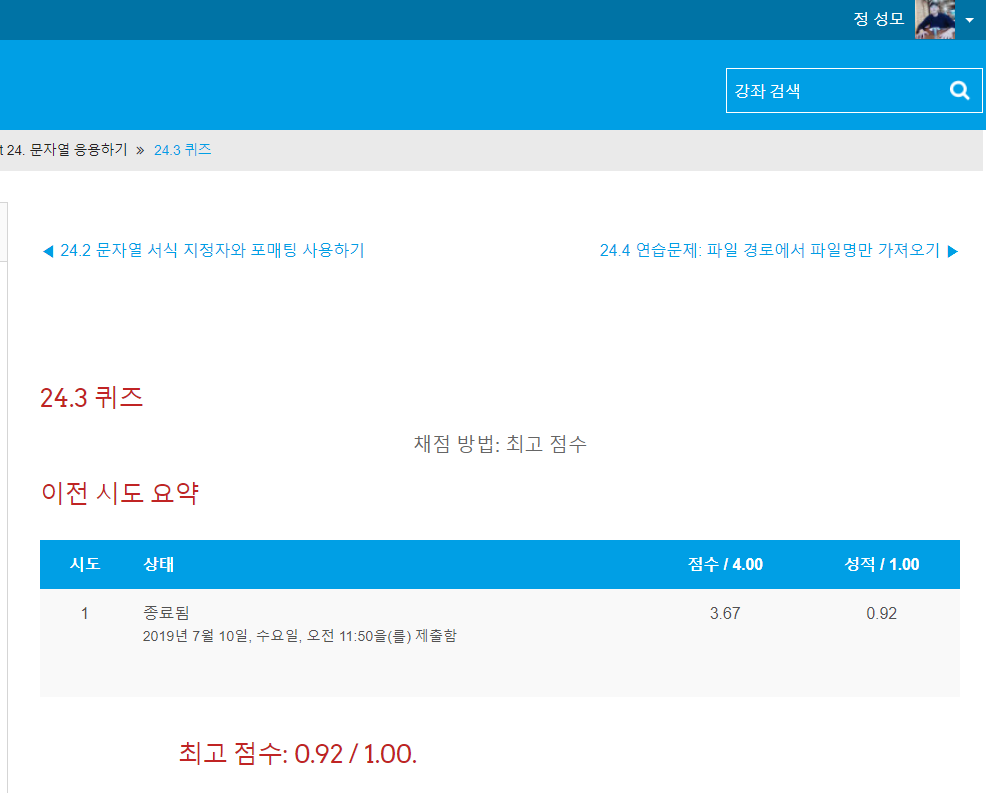 정 성모
강좌 검색
t 24. 문자열 응용하기 » 24.3 퀴즈
◀ 24.2 문자열 서식 지정자와 포매팅 사용하기
24.4 연습문제: 파일 경로에서 파일명만 가져오기 ▶
24.3 퀴즈
채점 방법: 최고 점수
이전 시도 요약
시도 상태 점수 / 4.00 성적 / 1.00
1 종료됨 3.67 0.92
2019년 7월 10일, 수요일, 오전 11:50을(를) 제출함
최고 점수: 0.92 / 1.00.